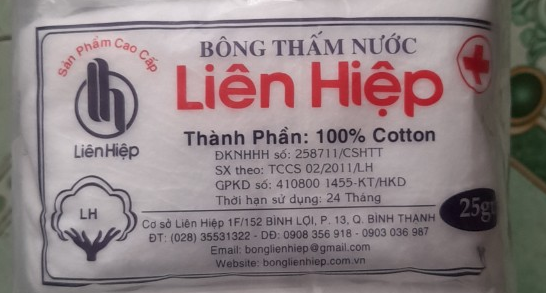 Sản Phẩm Cao Cấp
Liên Hiệp
BÔNG THẤM NƯỚC
Liên Hiệp
Thành Phần: 100% Cotton
ĐKNHHH số: 258711/CSHTT
SX theo: TCCS 02/2011/LH
GPKD số: 410800 1455-KT/HKD
Thời hạn sử dụng: 24 Tháng
LH
25gr
Cơ sở Liên Hiệp 1F/152 BÌNH LỢI, P. 13, Q. BÌNH THẠNH
ĐT: (028) 35531322 - DĐ: 0908 356 918 - 0903 036 987
Email: bonglienhiep@gmail.com
Website: bonglienhiep.com.vn